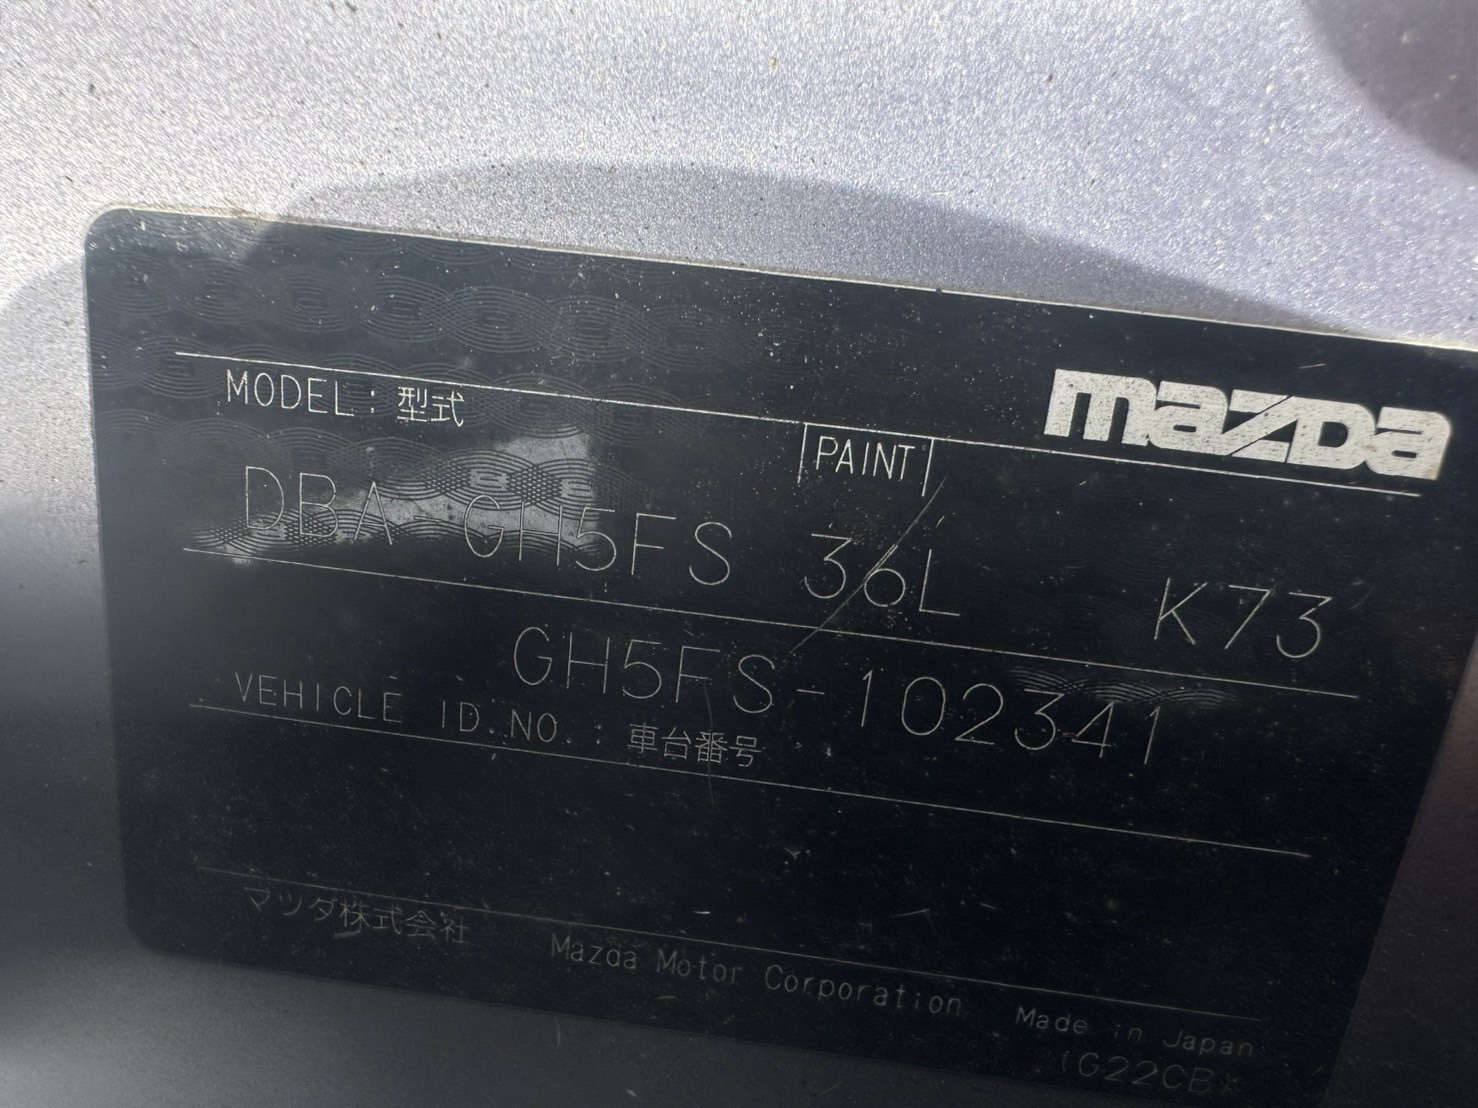 mazda
MODEL: 型式
PAINT
DBA-GH5FS 36L K73
GH5FS-102341
VEHICLE ID.NO.: 車台番号
マツダ株式会社 Mazda Motor Corporation Made in Japan
(G22CB)